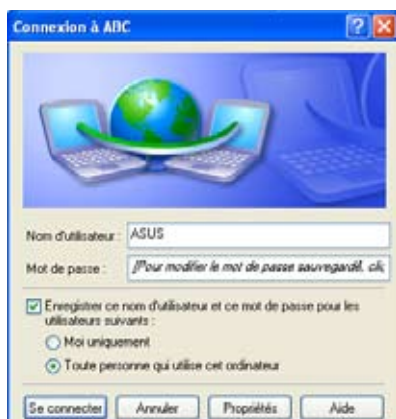 Connexion à ABC
Nom d'utilisateur : ASUS
Mot de passe : [Pour modifier le mot de passe sauvegardé, clic
Enregistrer ce nom d'utilisateur et ce mot de passe pour les
utilisateurs suivants :
Moi uniquement
Toute personne qui utilise cet ordinateur
Se connecter Annuler Propriétés Aide